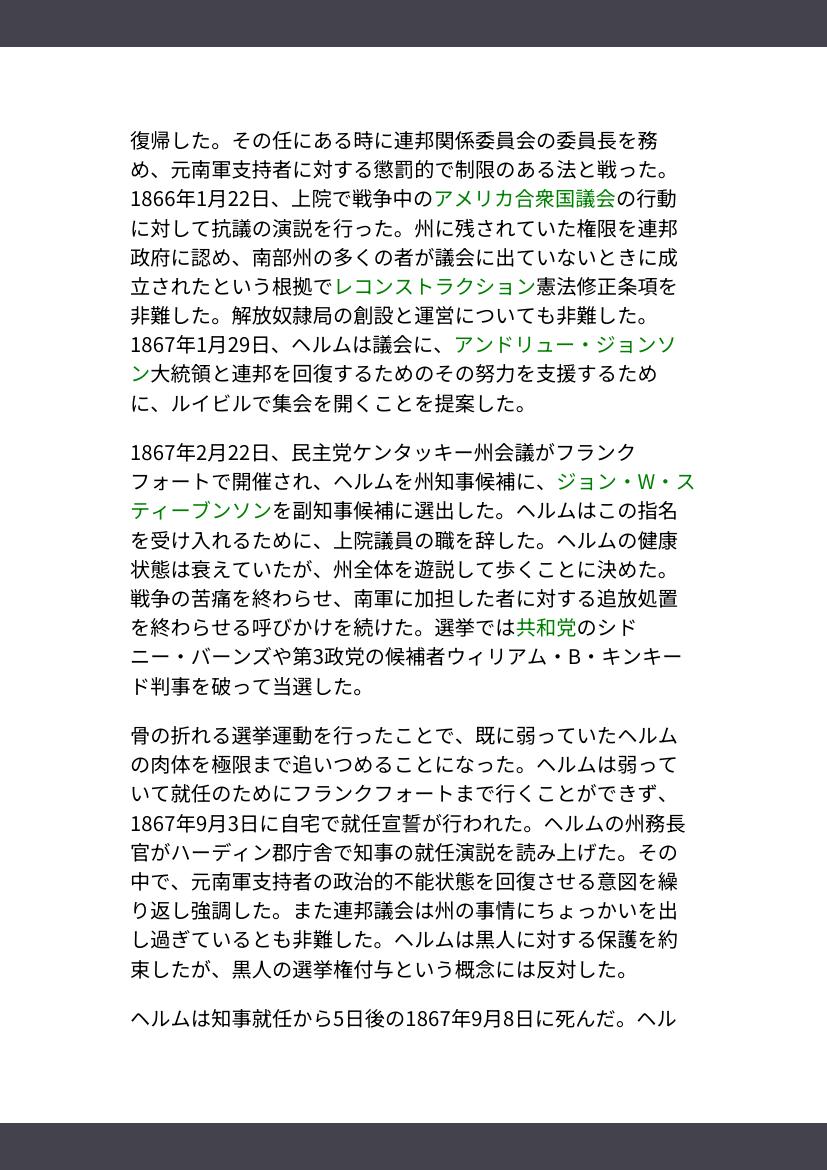 復帰した。その任にある時に連邦関係委員会の委員長を務
め、元南軍支持者に対する懲罰的で制限のある法と戦った。
1866年1月22日、上院で戦争中のアメリカ合衆国議会の行動
に対して抗議の演説を行った。州に残されていた権限を連邦
政府に認め、南部州の多くの者が議会に出ていないときに成
立されたという根拠でレコンストラクション憲法修正条項を
非難した。解放奴隷局の創設と運営についても非難した。
1867年1月29日、ヘルムは議会に、アンドリュー・ジョンソ
ン大統領と連邦を回復するためのその努力を支援するため
に、ルイビルで集会を開くことを提案した。
1867年2月22日、民主党ケンタッキー州会議がフランク
フォートで開催され、ヘルムを州知事候補に、ジョン・W・ス
ティーブンソンを副知事候補に選出した。ヘルムはこの指名
を受け入れるために、上院議員の職を辞した。ヘルムの健康
状態は衰えていたが、州全体を遊説して歩くことに決めた。
戦争の苦痛を終わらせ、南軍に加担した者に対する追放処置
を終わらせる呼びかけを続けた。選挙では共和党のシド
ニー・バーンズや第3政党の候補者ウィリアム・B・キンキー
ド判事を破って当選した。
骨の折れる選挙運動を行ったことで、既に弱っていたヘルム
の肉体を極限まで追いつめることになった。ヘルムは弱って
いて就任のためにフランクフォートまで行くことができず、
1867年9月3日に自宅で就任宣誓が行われた。ヘルムの州務長
官がハーディン郡庁舎で知事の就任演説を読み上げた。その
中で、元南軍支持者の政治的不能状態を回復させる意図を繰
り返し強調した。また連邦議会は州の事情にちょっかいを出
し過ぎているとも非難した。ヘルムは黒人に対する保護を約
束したが、黒人の選挙権付与という概念には反対した。
ヘルムは知事就任から5日後の1867年9月8日に死んだ。ヘル